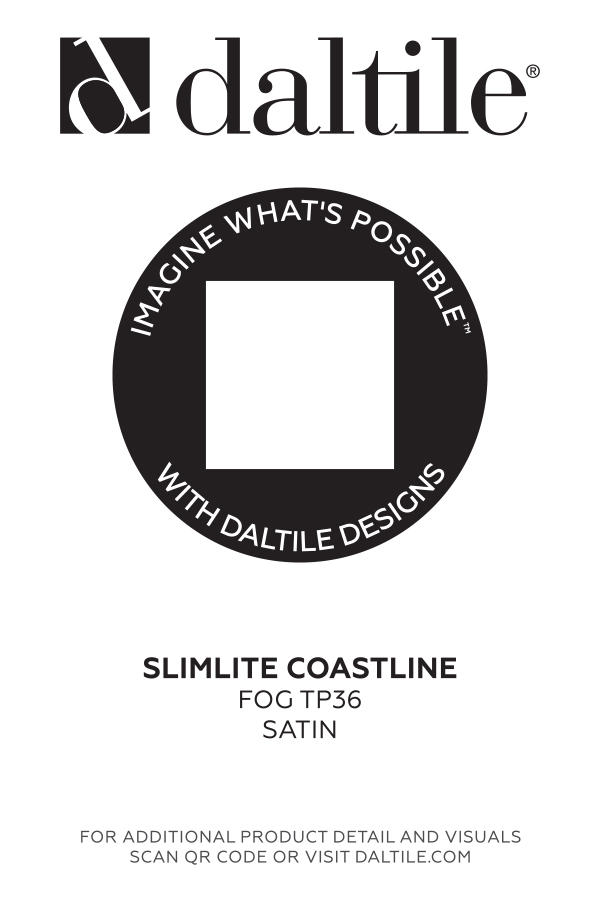 daltile®
IMAGINE WHAT'S POSSIBLE™
WITH DALTILE DESIGNS
SLIMLITE COASTLINE
FOG TP36
SATIN
FOR ADDITIONAL PRODUCT DETAIL AND VISUALS
SCAN QR CODE OR VISIT DALTILE.COM